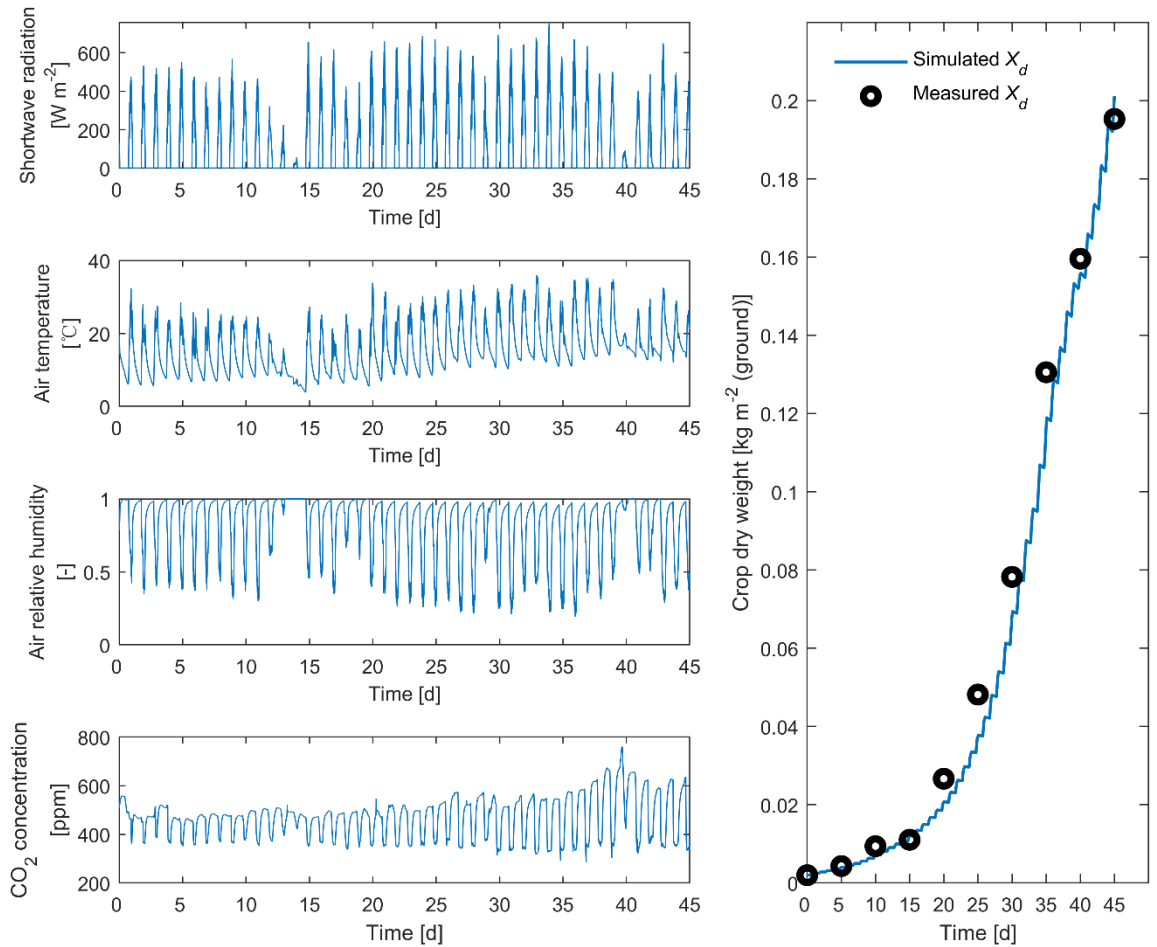 Shortwave radiation
[W m-2]
600
400
200
0
0 5 10 15 20 25 30 35 40 45
Time [d]
Air temperature
[℃]
40
20
0
0 5 10 15 20 25 30 35 40 45
Time [d]
Air relative humidity
[-]
1
0.5
0
0 5 10 15 20 25 30 35 40 45
Time [d]
CO2 concentration
[ppm]
800
600
400
200
0 5 10 15 20 25 30 35 40 45
Time [d]
Simulated Xd
Measured Xd
Crop dry weight [kg m-2 (ground)]
0.2
0.18
0.16
0.14
0.12
0.1
0.08
0.06
0.04
0.02
0
0 5 10 15 20 25 30 35 40 45
Time [d]